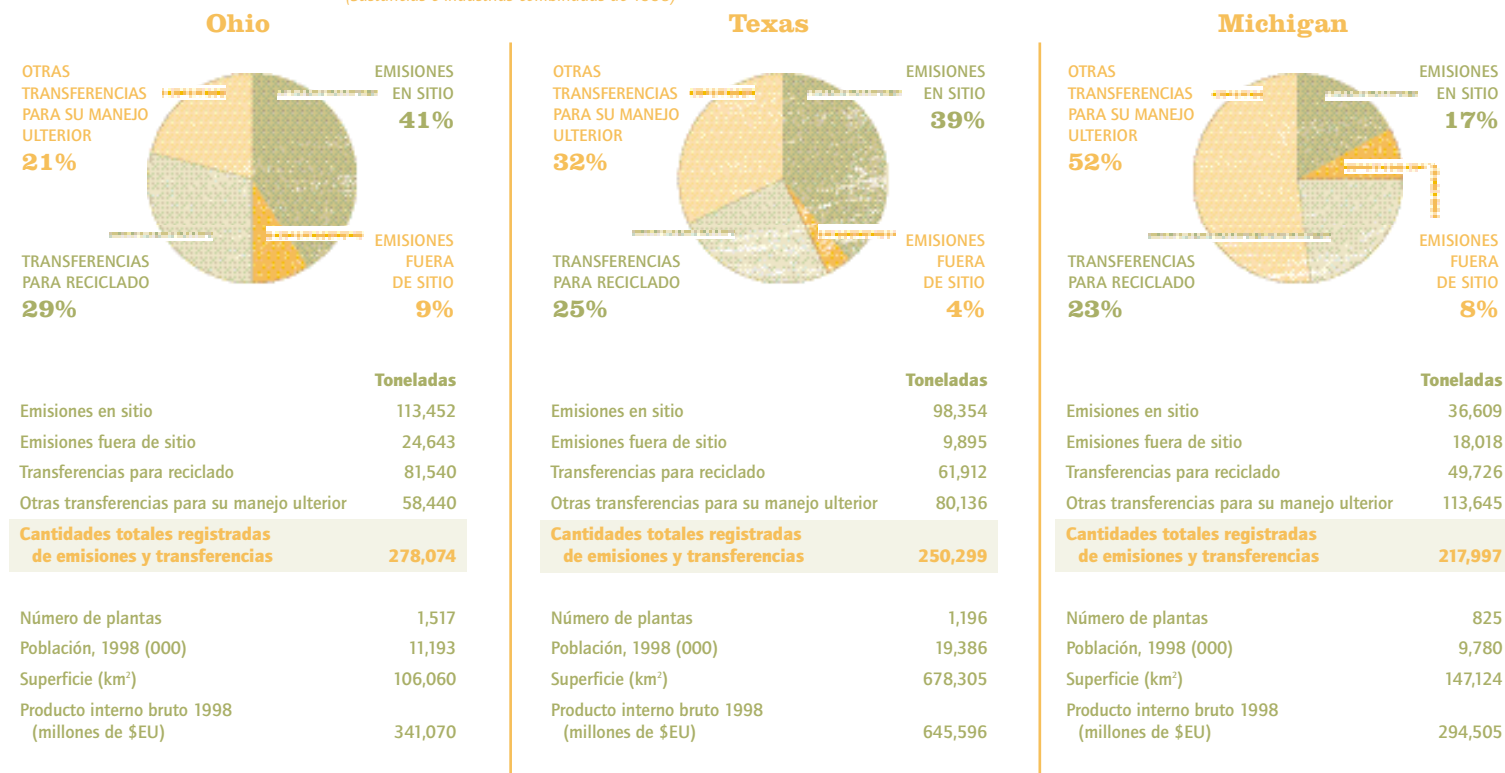 Ohio
OTRAS
TRANSFERENCIAS
PARA SU MANEJO
ULTERIOR
21%
EMISIONES
EN SITIO
41%
TRANSFERENCIAS
PARA RECICLADO
29%
EMISIONES
FUERA
DE SITIO
9%
Toneladas
Emisiones en sitio 113,452
Emisiones fuera de sitio 24,643
Transferencias para reciclado 81,540
Otras transferencias para su manejo ulterior 58,440
Cantidades totales registradas
de emisiones y transferencias 278,074
Número de plantas 1,517
Población, 1998 (000) 11,193
Superficie (km²) 106,060
Producto interno bruto 1998
(millones de $EU) 341,070
Texas
OTRAS
TRANSFERENCIAS
PARA SU MANEJO
ULTERIOR
32%
EMISIONES
EN SITIO
39%
TRANSFERENCIAS
PARA RECICLADO
25%
EMISIONES
FUERA
DE SITIO
4%
Toneladas
Emisiones en sitio 98,354
Emisiones fuera de sitio 9,895
Transferencias para reciclado 61,912
Otras transferencias para su manejo ulterior 80,136
Cantidades totales registradas
de emisiones y transferencias 250,299
Número de plantas 1,196
Población, 1998 (000) 19,386
Superficie (km²) 678,305
Producto interno bruto 1998
(millones de $EU) 645,596
Michigan
OTRAS
TRANSFERENCIAS
PARA SU MANEJO
ULTERIOR
52%
EMISIONES
EN SITIO
17%
TRANSFERENCIAS
PARA RECICLADO
23%
EMISIONES
FUERA
DE SITIO
8%
Toneladas
Emisiones en sitio 36,609
Emisiones fuera de sitio 18,018
Transferencias para reciclado 49,726
Otras transferencias para su manejo ulterior 113,645
Cantidades totales registradas
de emisiones y transferencias 217,997
Número de plantas 825
Población, 1998 (000) 9,780
Superficie (km²) 147,124
Producto interno bruto 1998
(millones de $EU) 294,505